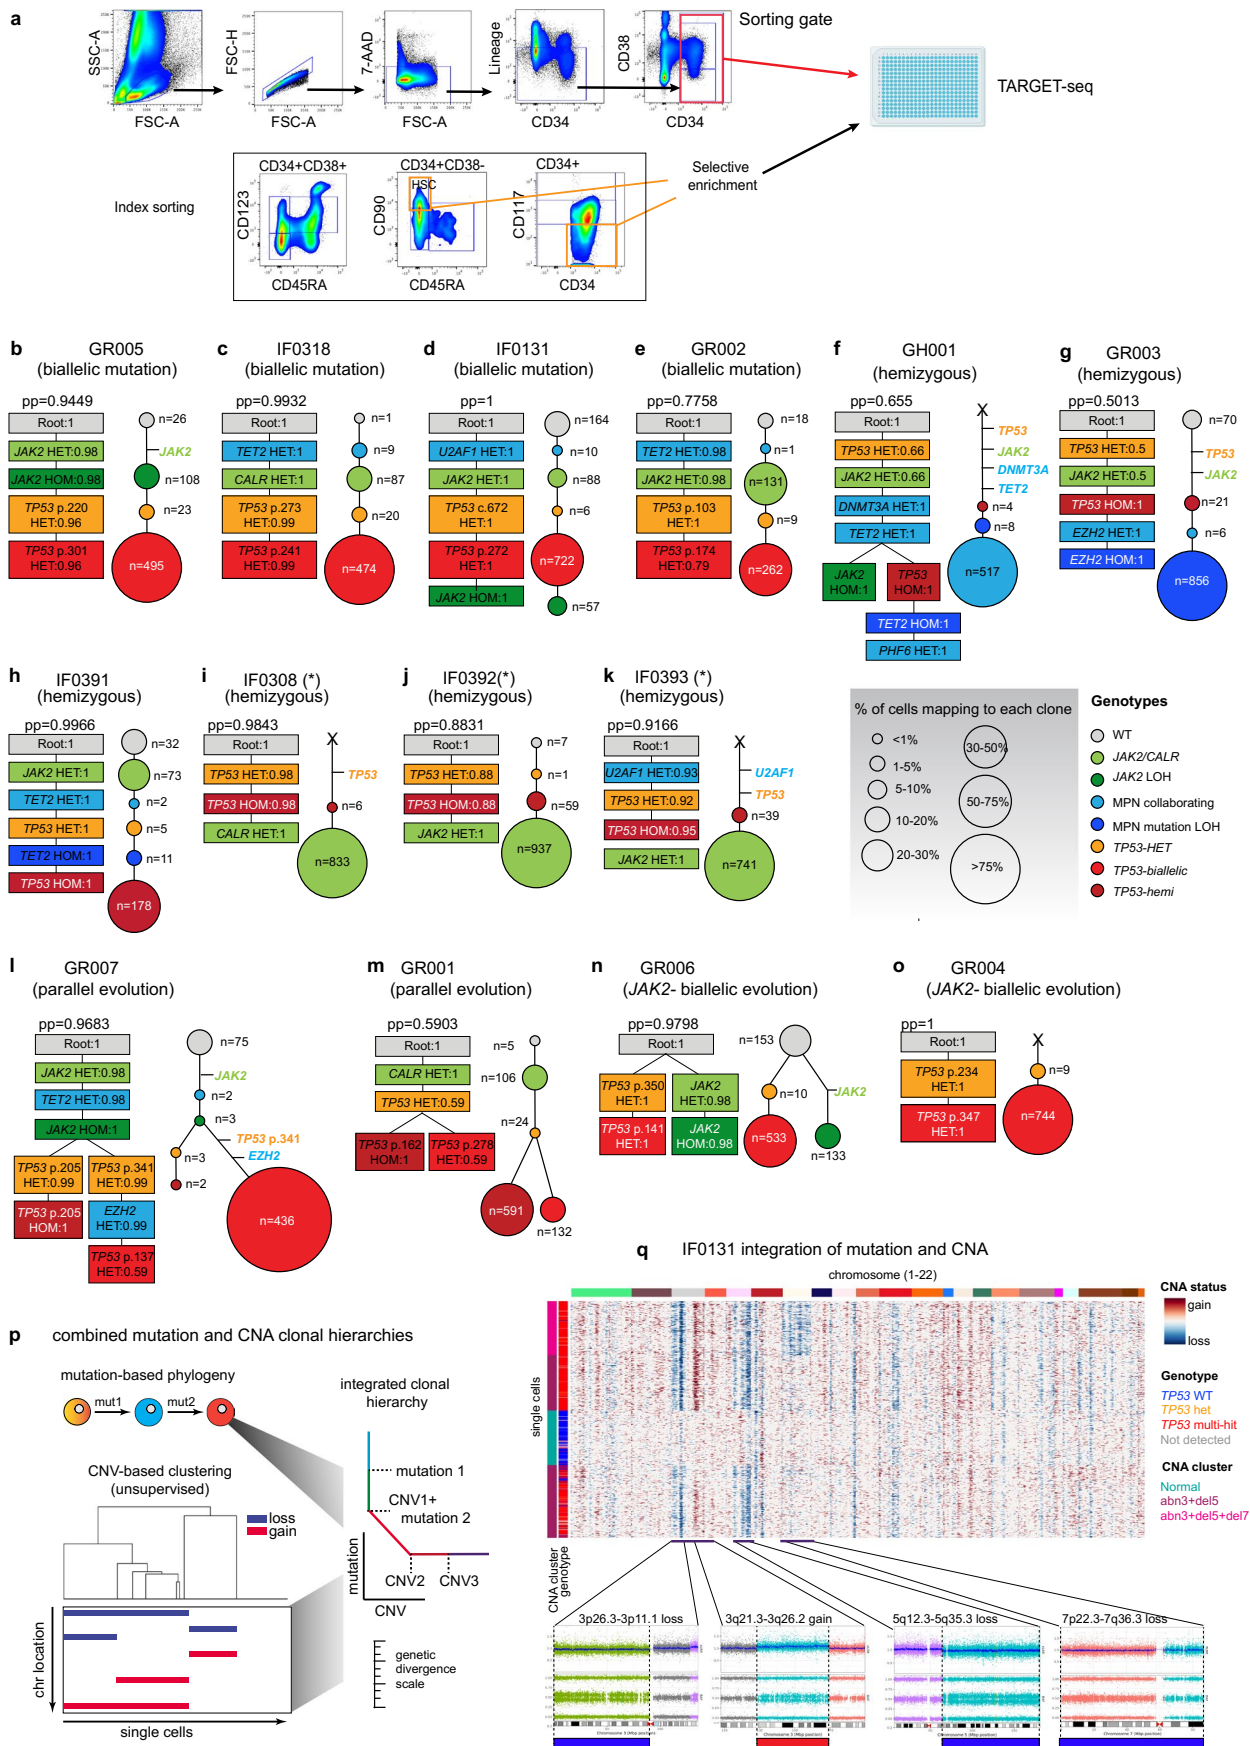 a
Sorting gate
SSC-A
FSC-A
FSC-H
FSC-A
7-AAD
FSC-A
Lineage
CD34
CD38
CD34
TARGET-seq
Index sorting
CD34+CD38+
CD123
CD45RA
CD34+CD38-
HSC
CD90
CD45RA
CD34+
CD117
CD34
Selective
enrichment
b
GR005
(biallelic mutation)
pp=0.9449
Root:1
JAK2 HET:0.98
JAK2 HOM:0.98
TP53 p.220
HET:0.96
TP53 p.301
HET:0.96
n=26
JAK2
n=108
n=23
n=495
c
IF0318
(biallelic mutation)
pp=0.9932
Root:1
TET2 HET:1
CALR HET:1
TP53 p.273
HET:0.99
TP53 p.241
HET:0.99
n=1
n=9
n=87
n=20
n=474
d
IF0131
(biallelic mutation)
pp=1
Root:1
U2AF1 HET:1
JAK2 HET:1
TP53 c.672
HET:1
TP53 p.272
HET:1
JAK2 HOM:1
n=164
n=10
n=88
n=6
n=722
n=57
e
GR002
(biallelic mutation)
pp=0.7758
Root:1
TET2 HET:0.98
JAK2 HET:0.98
TP53 p.103
HET:1
TP53 p.174
HET:0.79
n=18
n=1
n=131
n=9
n=262
f
GH001
(hemizygous)
pp=0.655
Root:1
TP53 HET:0.66
JAK2 HET:0.66
DNMT3A HET:1
TET2 HET:1
JAK2
HOM:1
TP53
HOM:1
TET2 HOM:1
PHF6 HET:1
X
TP53
JAK2
DNMT3A
TET2
n=4
n=8
n=517
g
GR003
(hemizygous)
pp=0.5013
Root:1
TP53 HET:0.5
JAK2 HET:0.5
TP53 HOM:1
EZH2 HET:1
EZH2 HOM:1
n=70
TP53
JAK2
n=21
n=6
n=856
h
IF0391
(hemizygous)
pp=0.9966
Root:1
JAK2 HET:1
TET2 HET:1
TP53 HET:1
TET2 HOM:1
TP53 HOM:1
n=32
n=73
n=2
n=5
n=11
n=178
i
IF0308 (*)
(hemizygous)
pp=0.9843
Root:1
TP53 HET:0.98
TP53 HOM:0.98
CALR HET:1
X
TP53
n=6
n=833
j
IF0392(*)
(hemizygous)
pp=0.8831
Root:1
TP53 HET:0.88
TP53 HOM:0.88
JAK2 HET:1
n=7
n=1
n=59
n=937
k
IF0393 (*)
(hemizygous)
pp=0.9166
Root:1
U2AF1 HET:0.93
TP53 HET:0.92
TP53 HOM:0.95
JAK2 HET:1
X
U2AF1
TP53
n=39
n=741
% of cells mapping to each clone
<1%
1-5%
5-10%
10-20%
20-30%
30-50%
50-75%
>75%
Genotypes
WT
JAK2/CALR
JAK2 LOH
MPN collaborating
MPN mutation LOH
TP53-HET
TP53-biallelic
TP53-hemi
l
GR007
(parallel evolution)
pp=0.9683
Root:1
JAK2 HET:0.98
TET2 HET:0.98
JAK2 HOM:1
TP53 p.205
HET:0.99
TP53 p.341
HET:0.99
TP53 p.205
HOM:1
EZH2
HET:0.99
TP53 p.137
HET:0.59
n=75
JAK2
n=2
n=3
TP53 p.341
EZH2
n=3
n=2
n=436
m
GR001
(parallel evolution)
pp=0.5903
Root:1
CALR HET:1
TP53 HET:0.59
TP53 p.162
HOM:1
TP53 p.278
HET:0.59
n=5
n=106
n=24
n=591
n=132
n
GR006
(JAK2- biallelic evolution)
pp=0.9798
Root:1
TP53 p.350
HET:1
JAK2
HET:0.98
TP53 p.141
HET:1
JAK2
HOM:0.98
n=153
n=10
JAK2
n=533
n=133
o
GR004
(JAK2- biallelic evolution)
pp=1
Root:1
TP53 p.234
HET:1
TP53 p.347
HET:1
X
n=9
n=744
p
combined mutation and CNA clonal hierarchies
mutation-based phylogeny
mut1
mut2
integrated clonal
hierarchy
CNV-based clustering
(unsupervised)
loss
gain
chr location
single cells
mutation 1
CNV1+
mutation 2
mutation
CNV2
CNV3
CNV
genetic
divergence
scale
q
IF0131 integration of mutation and CNA
chromosome (1-22)
single cells
CNA cluster
genotype
CNA status
gain
loss
Genotype
TP53 WT
TP53 het
TP53 multi-hit
Not detected
CNA cluster
Normal
abn3+del5
abn3+del5+del7
3p26.3-3p11.1 loss
3q21.3-3q26.2 gain
5q12.3-5q35.3 loss
7p22.3-7q36.3 loss